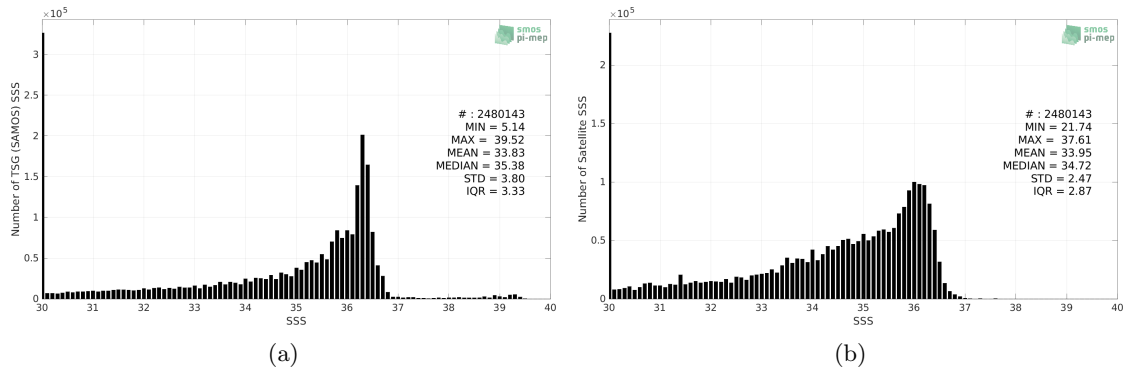 ×10⁵
3
2.5
2
1.5
1
0.5
0
30 31 32 33 34 35 36 37 38 39 40
SSS
Number of TSG (SAMOS) SSS
smos
pi-mep
# : 2480143
MIN = 5.14
MAX = 39.52
MEAN = 33.83
MEDIAN = 35.38
STD = 3.80
IQR = 3.33
(a)
×10⁵
2
1.5
1
0.5
0
30 31 32 33 34 35 36 37 38 39 40
SSS
Number of Satellite SSS
smos
pi-mep
# : 2480143
MIN = 21.74
MAX = 37.61
MEAN = 33.95
MEDIAN = 34.72
STD = 2.47
IQR = 2.87
(b)